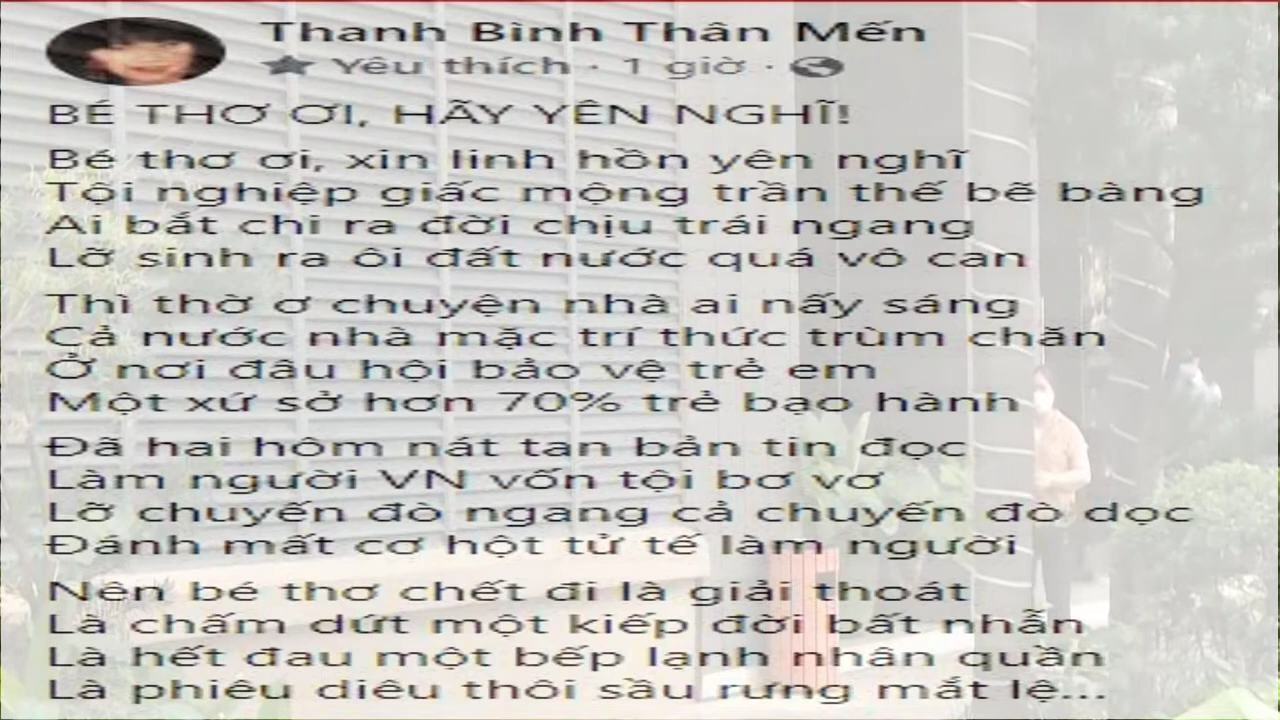 Thanh Bình Thân Mến
Yêu thích · 1 giờ ·
BÉ THƠ ƠI, HÃY YÊN NGHĨ!
Bé thơ ơi, xin linh hồn yên nghĩ
Tội nghiệp giấc mộng trần thế bẽ bàng
Ai bắt chi ra đời chịu trái ngang
Lỡ sinh ra ôi đất nước quá vô can
Thì thờ ơ chuyện nhà ai nấy sáng
Cả nước nhà mặc trí thức trùm chăn
Ở nơi đâu hội bảo vệ trẻ em
Một xứ sở hơn 70% trẻ bạo hành
Đã hai hôm nát tan bản tin đọc
Làm người VN vốn tội bơ vơ
Lỡ chuyến đò ngang cả chuyến đò dọc
Đánh mất cơ hột tử tế làm người
Nên bé thơ chết đi là giải thoát
Là chấm dứt một kiếp đời bất nhẫn
Là hết đau một bếp lạnh nhân quần
Là phiêu diêu thôi sầu rưng mắt lệ...